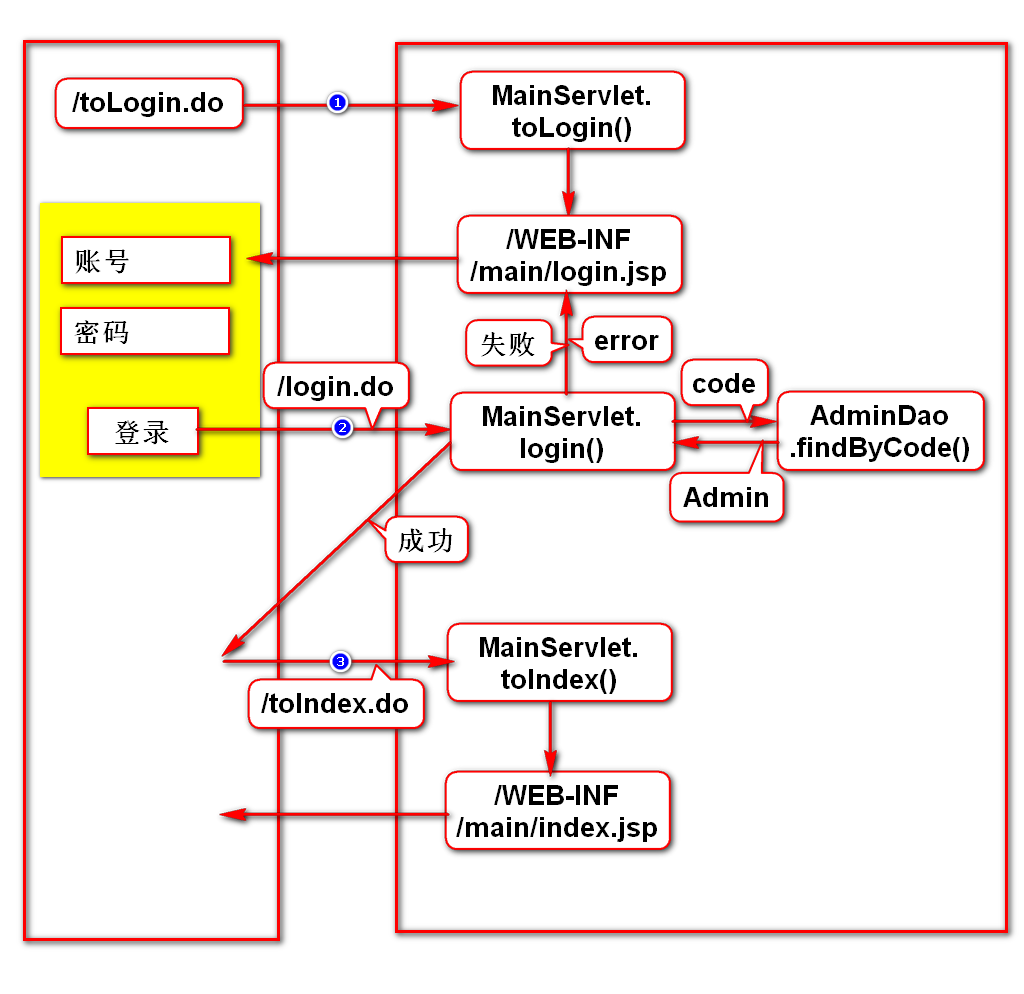 /toLogin.do
1
MainServlet.
toLogin()
/WEB-INF
/main/login.jsp
账号
密码
登录
失败
error
/login.do
2
MainServlet.
login()
code
AdminDao
.findByCode()
Admin
成功
3
/toIndex.do
MainServlet.
toIndex()
/WEB-INF
/main/index.jsp